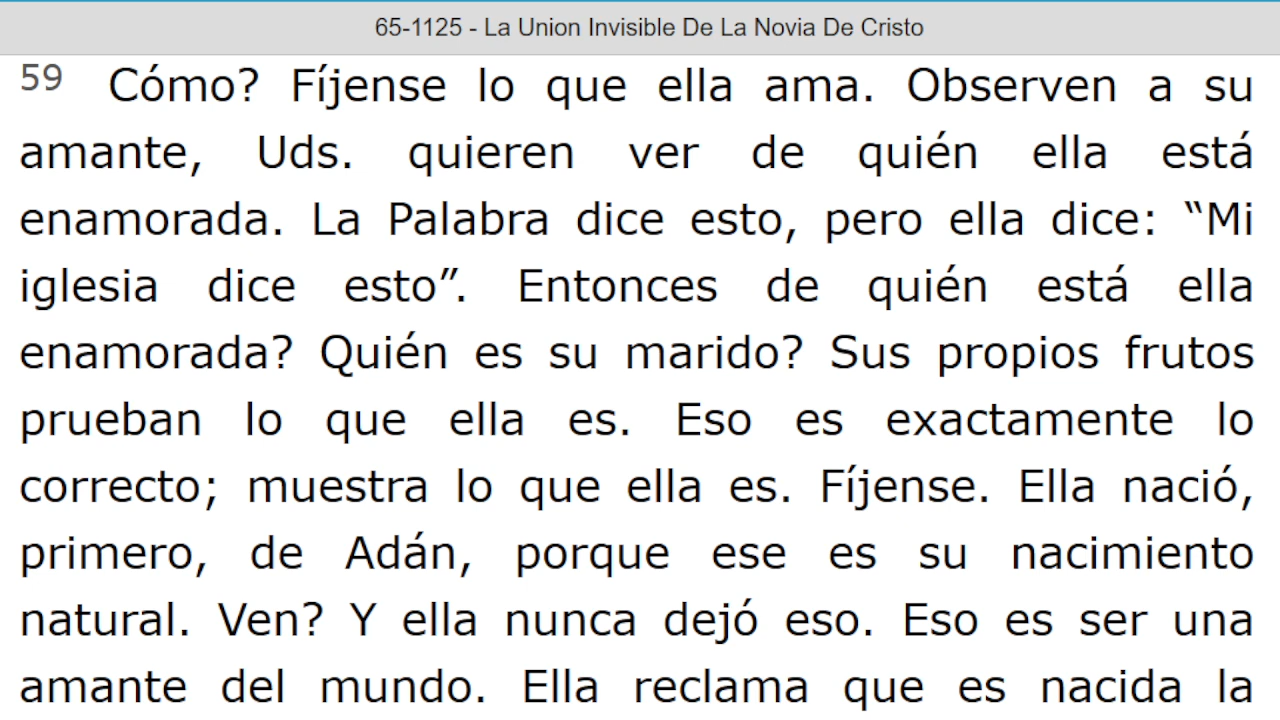 65-1125 - La Union Invisible De La Novia De Cristo
59 Cómo? Fíjense lo que ella ama. Observen a su
amante, Uds. quieren ver de quién ella está
enamorada. La Palabra dice esto, pero ella dice: “Mi
iglesia dice esto”. Entonces de quién está ella
enamorada? Quién es su marido? Sus propios frutos
prueban lo que ella es. Eso es exactamente lo
correcto; muestra lo que ella es. Fíjense. Ella nació,
primero, de Adán, porque ese es su nacimiento
natural. Ven? Y ella nunca dejó eso. Eso es ser una
amante del mundo. Ella reclama que es nacida la